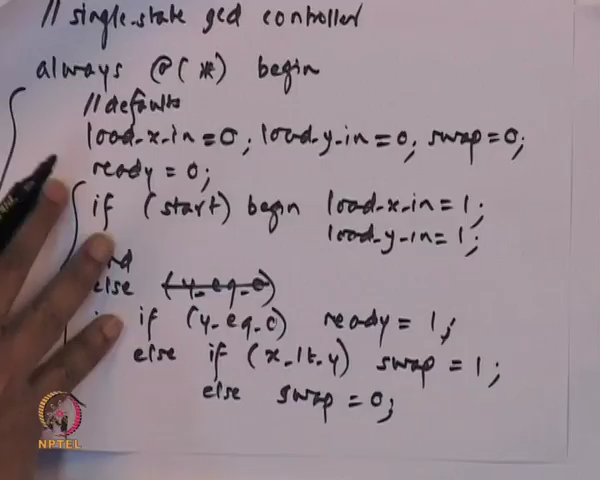 // single-state gcd controller
always @(*) begin
// defaults
load-x-in = 0; load-y-in = 0; swap = 0;
ready = 0;
if (start) begin load-x-in = 1;
load-y-in = 1;
else (y-eq-0)
if (y-eq-0) ready = 1;
else if (x-lt-y) swap = 1;
else swap = 0;
NPTEL